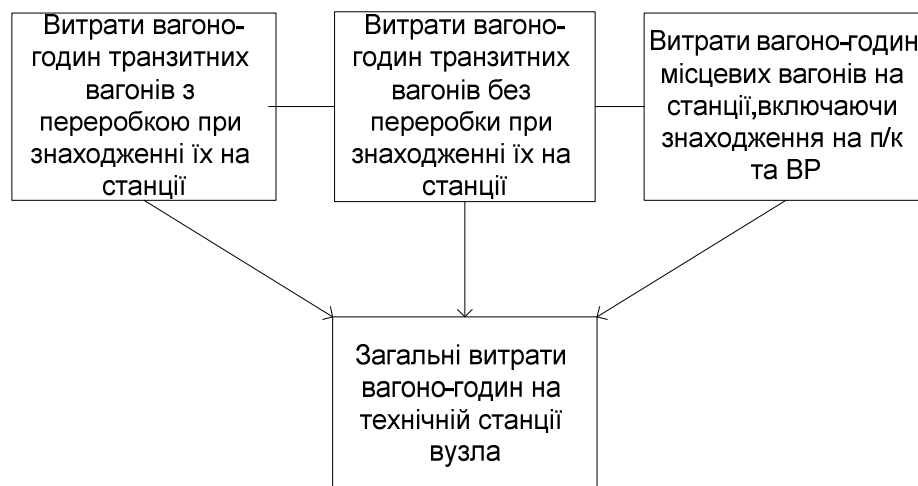 Витрати вагоно-
годин транзитних
вагонів з
переробкою при
знаходженні їх на
станції
Витрати вагоно-
годин транзитних
вагонів без
переробки при
знаходженні їх на
станції
Витрати вагоно-годин
місцевих вагонів на
станції,включаючи
знаходження на п/к
та ВР
Загальні витрати
вагоно-годин на
технічній станції
вузла